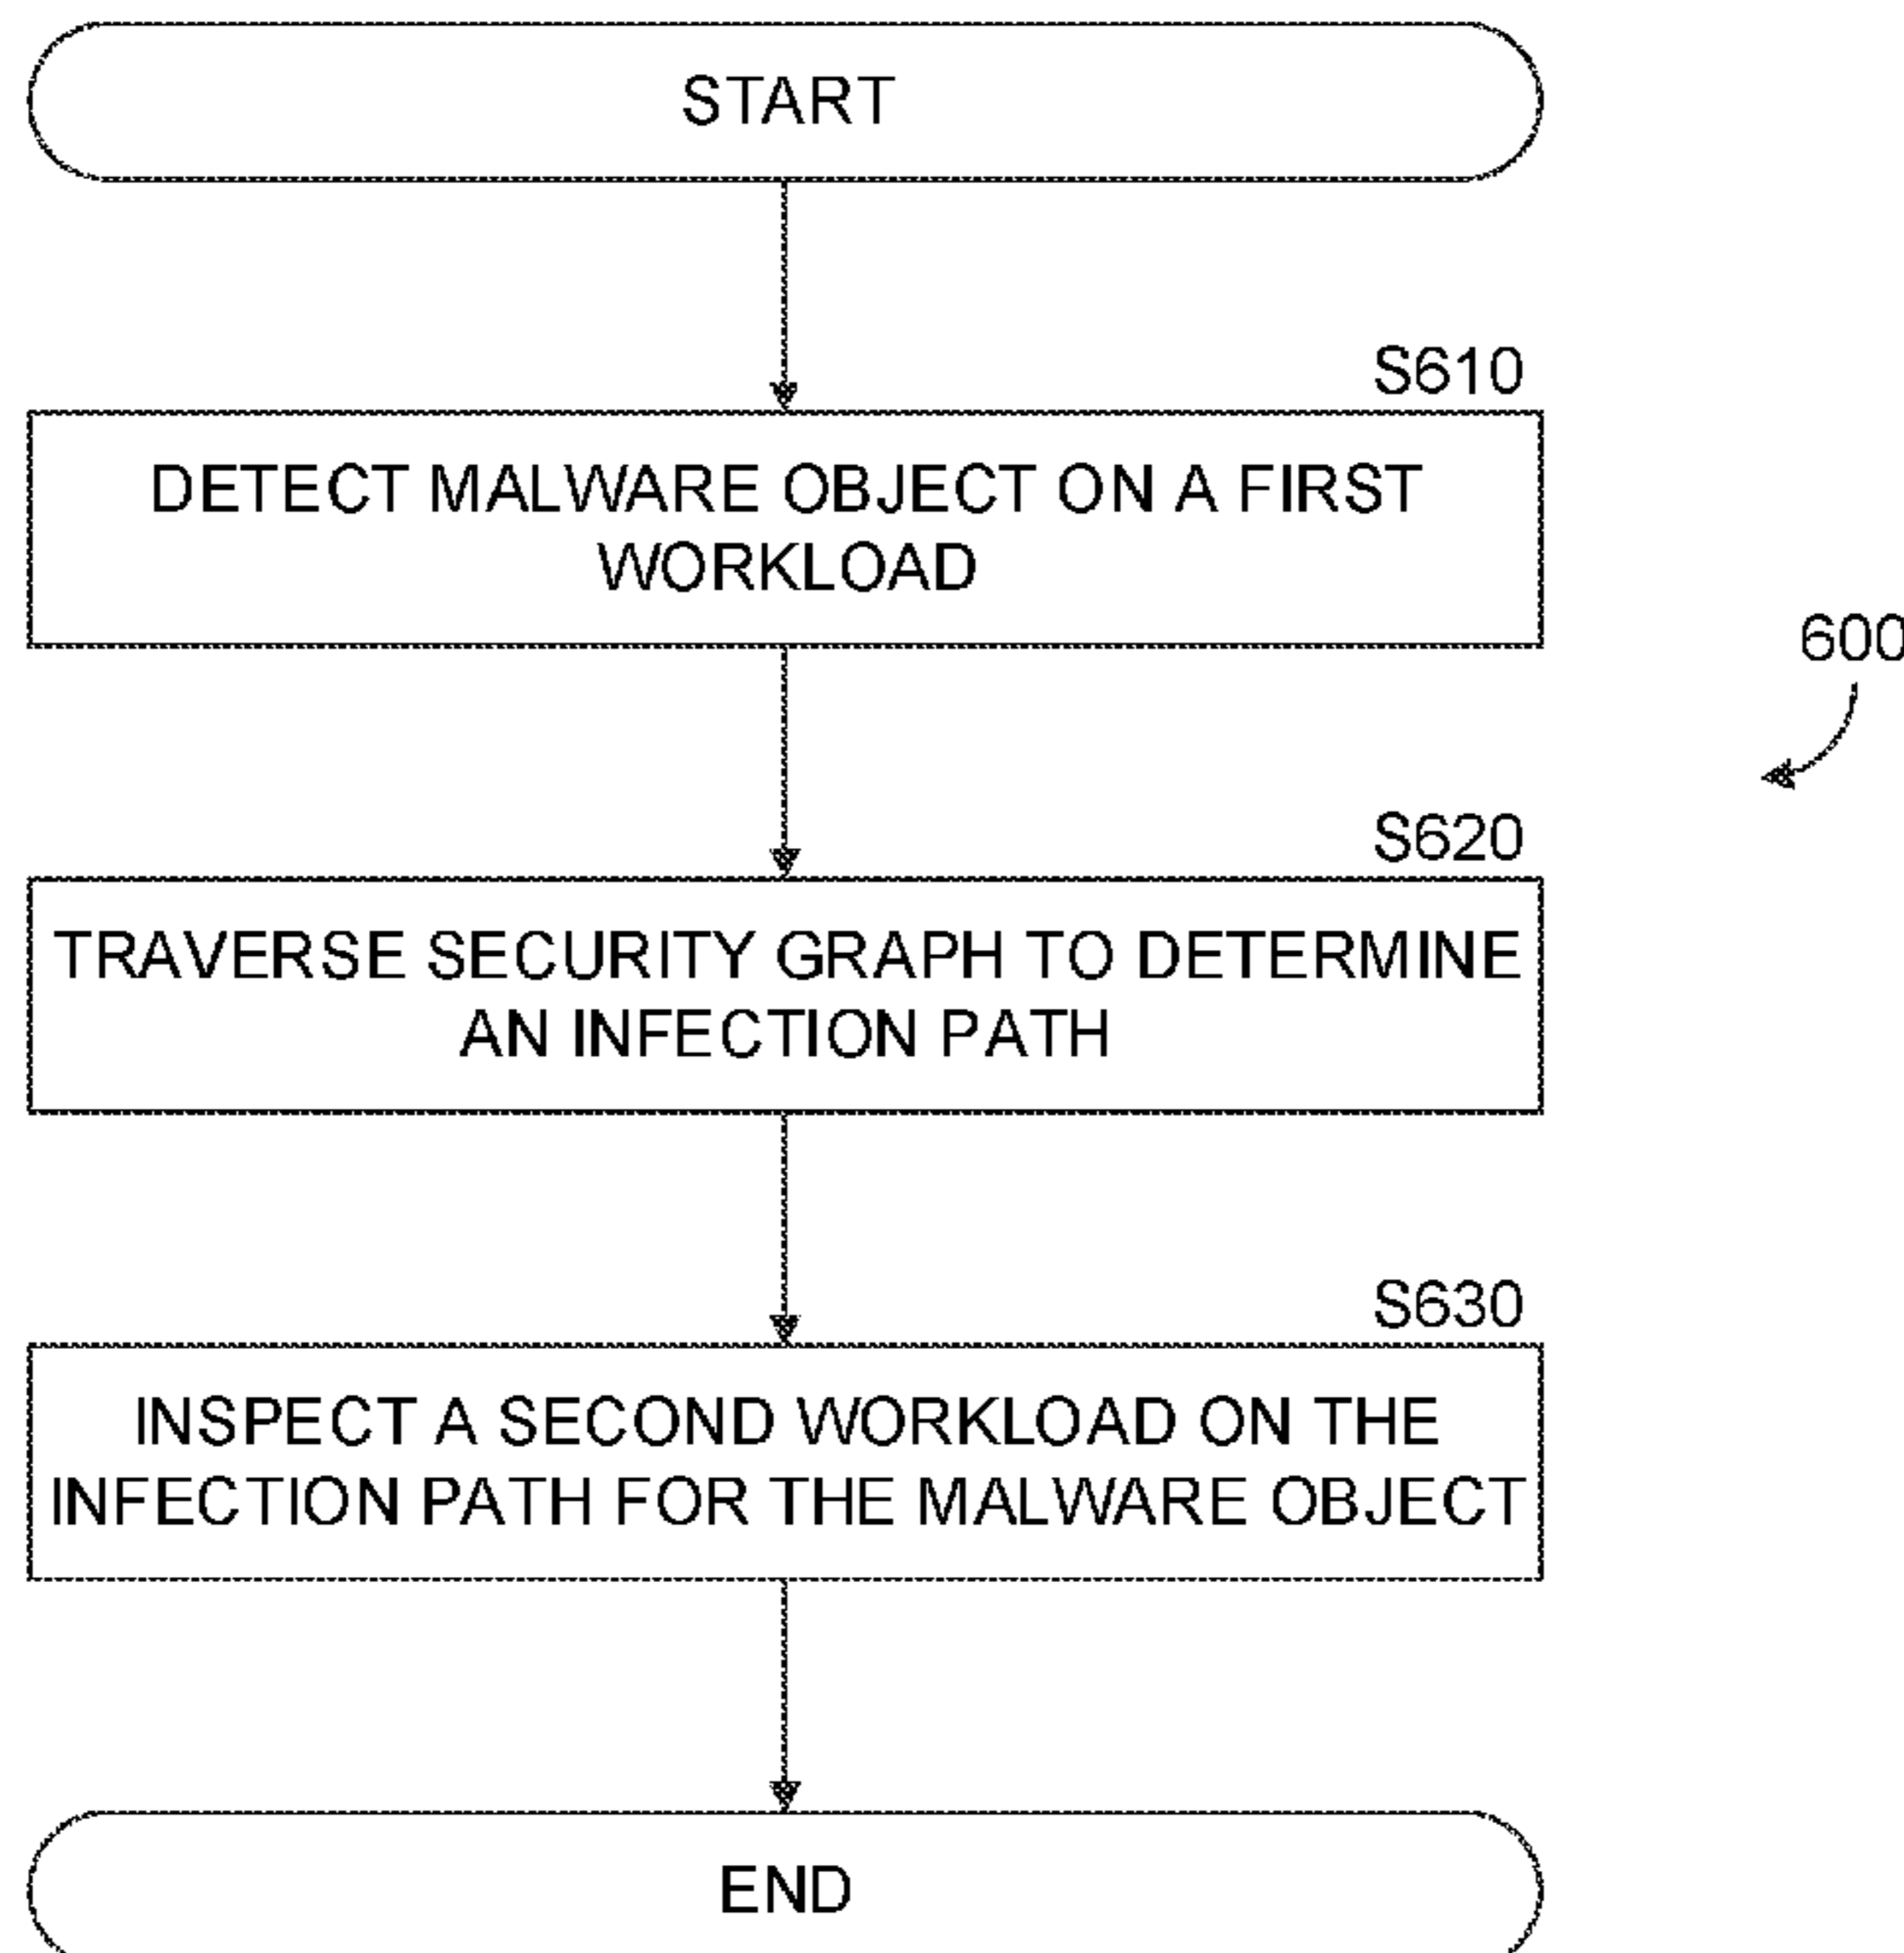 START
S610
DETECT MALWARE OBJECT ON A FIRST
WORKLOAD
600
S620
TRAVERSE SECURITY GRAPH TO DETERMINE
AN INFECTION PATH
S630
INSPECT A SECOND WORKLOAD ON THE
INFECTION PATH FOR THE MALWARE OBJECT
END